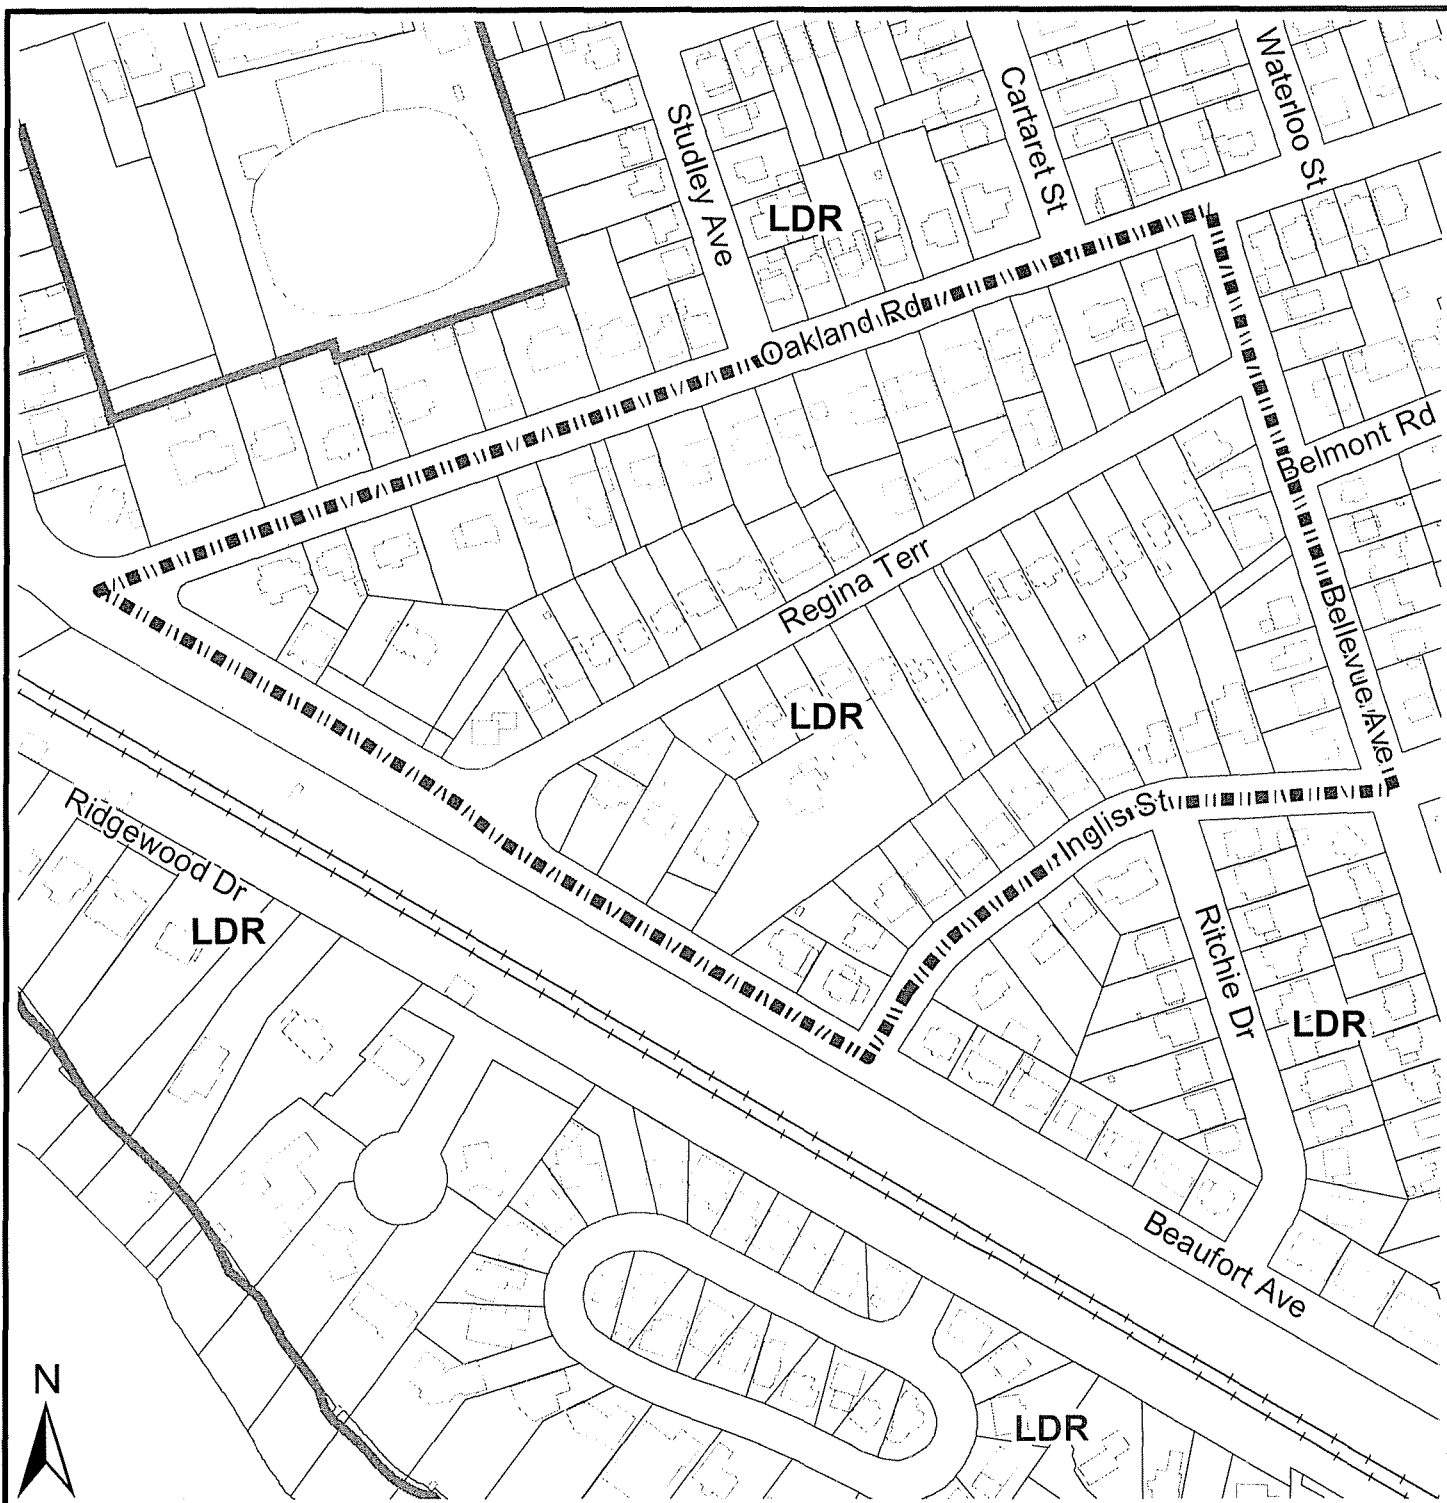 Waterloo St
Cartaret St
Studley Ave
LDR
Oakland Rd
Belmont Rd
Regina Terr
Bellevue Ave
LDR
Inglis St
Ridgewood Dr
LDR
Ritchie Dr
LDR
Beaufort Ave
N
LDR